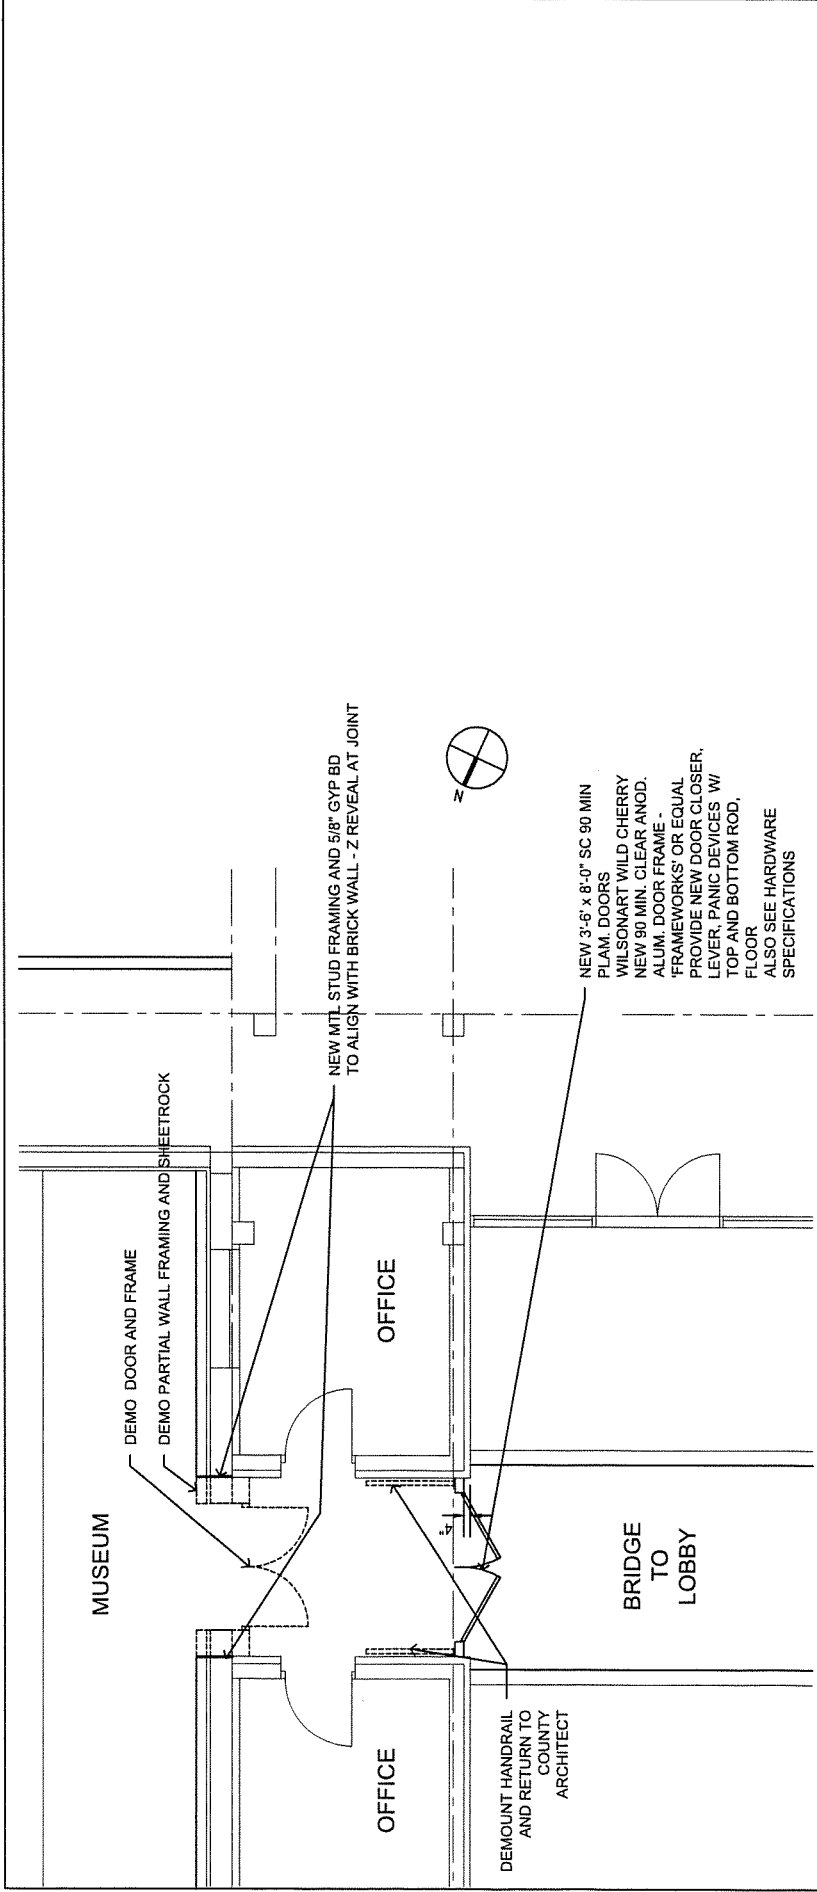 MUSEUM
DEMO DOOR AND FRAME
DEMO PARTIAL WALL FRAMING AND SHEETROCK
NEW MTL STUD FRAMING AND 5/8" GYP BD
TO ALIGN WITH BRICK WALL - Z REVEAL AT JOINT
OFFICE
OFFICE
N
4"
DEMOUNT HANDRAIL
AND RETURN TO
COUNTY
ARCHITECT
BRIDGE
TO
LOBBY
NEW 3'-6' x 8'-0" SC 90 MIN
PLAM. DOORS
WILSONART WILD CHERRY
NEW 90 MIN. CLEAR ANOD.
ALUM. DOOR FRAME -
'FRAMEWORKS' OR EQUAL
PROVIDE NEW DOOR CLOSER,
LEVER, PANIC DEVICES W/
TOP AND BOTTOM ROD,
FLOOR
ALSO SEE HARDWARE
SPECIFICATIONS